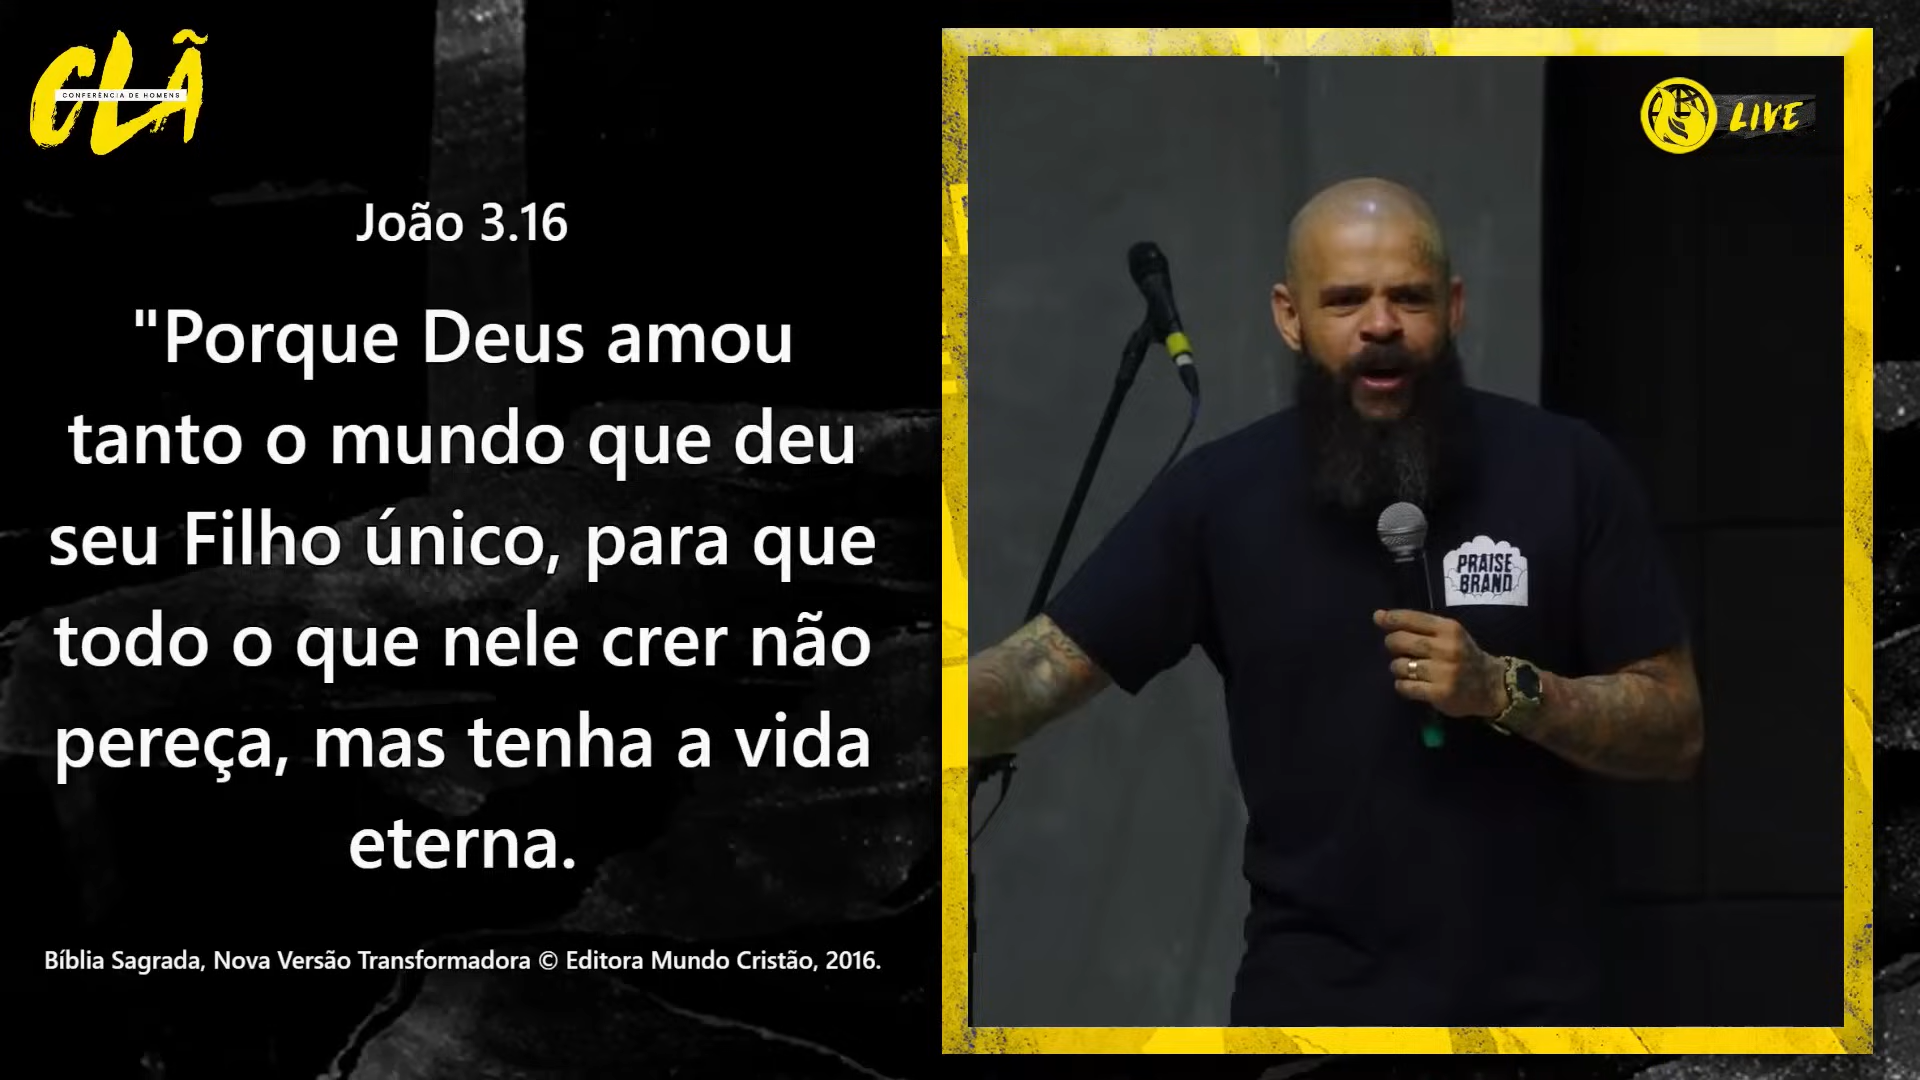 CLÃ
CONFERÊNCIA DE HOMENS
LIVE
João 3.16
"Porque Deus amou
tanto o mundo que deu
seu Filho único, para que
todo o que nele crer não
pereça, mas tenha a vida
eterna.
Bíblia Sagrada, Nova Versão Transformadora © Editora Mundo Cristão, 2016.
PRAISE
BRAND